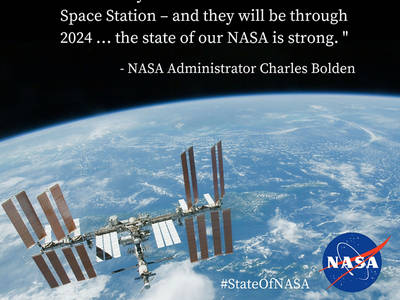 Space Station – and they will be through
2024 ... the state of our NASA is strong. "
- NASA Administrator Charles Bolden
NASA
#StateOfNASA